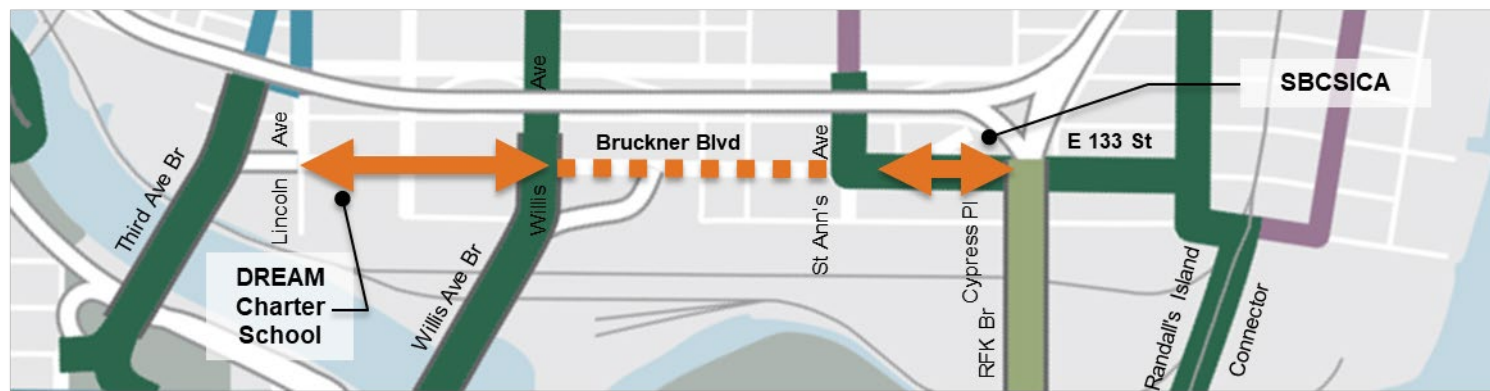 Third Ave Br
Lincoln Ave
DREAM
Charter
School
Willis Ave Br
Willis Ave
Bruckner Blvd
St Ann's Ave
Cypress Pl
RFK Br
E 133 St
SBCSICA
Randall's Island
Connector